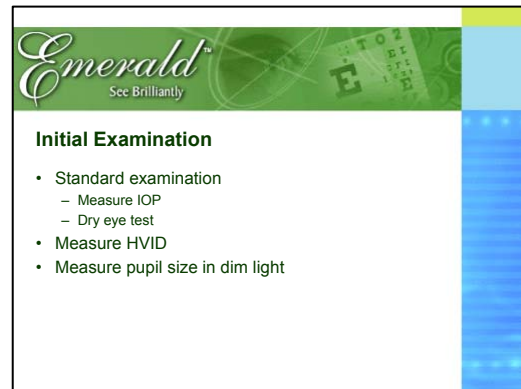 Emerald™
See Brilliantly
Initial Examination
• Standard examination
– Measure IOP
– Dry eye test
• Measure HVID
• Measure pupil size in dim light